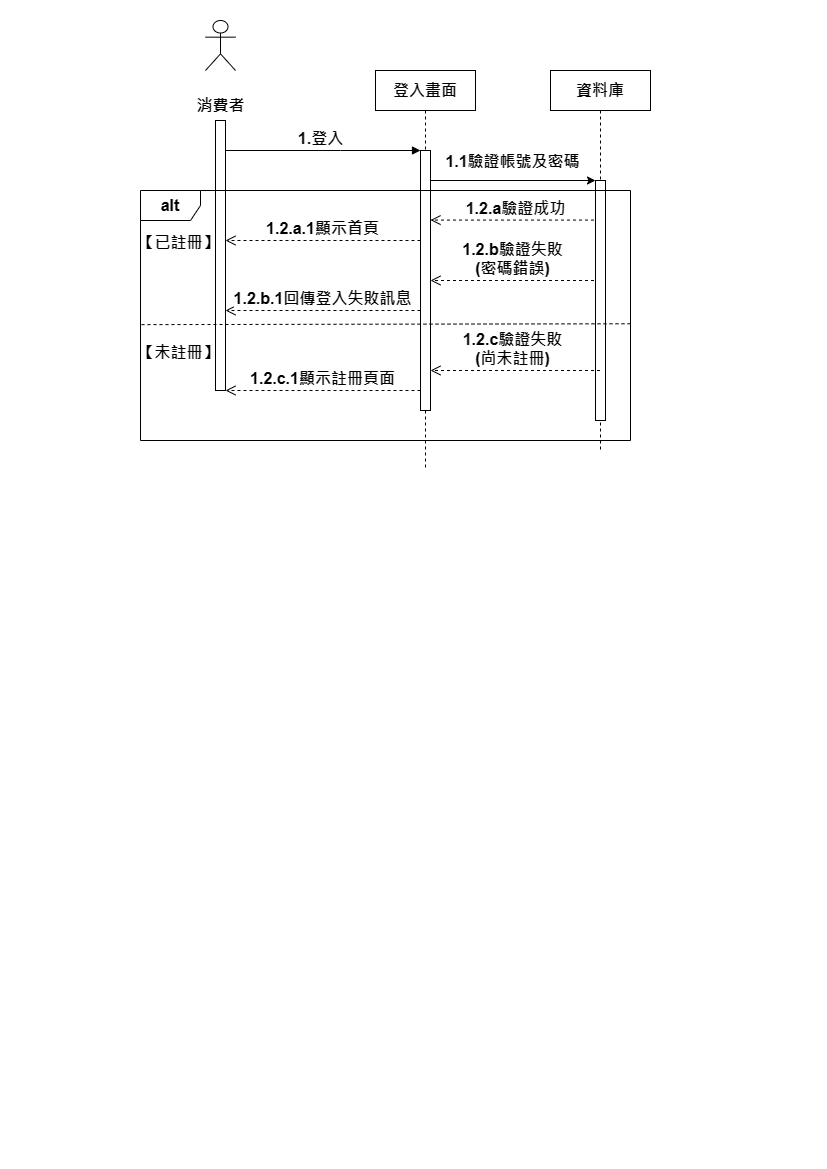 消費者
登入畫面
資料庫
1.登入
1.1驗證帳號及密碼
alt
1.2.a驗證成功
1.2.a.1顯示首頁
【已註冊】
1.2.b驗證失敗
(密碼錯誤)
1.2.b.1回傳登入失敗訊息
1.2.c驗證失敗
(尚未註冊)
【未註冊】
1.2.c.1顯示註冊頁面